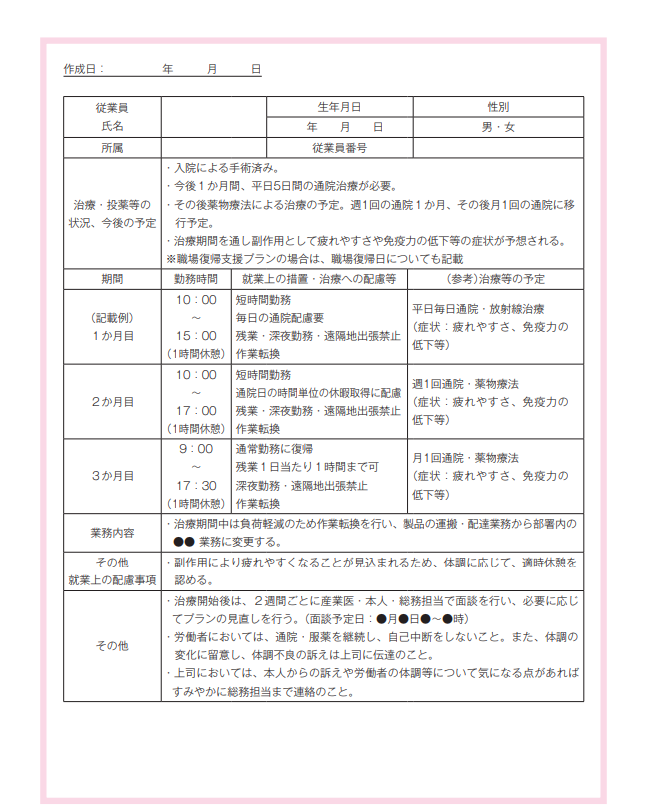 作成日： 年 月 日
従業員
氏名
生年月日 性別
年 月 日 男・女
所属 従業員番号
治療・投薬等の
状況、今後の予定
・入院による手術済み。
・今後１か月間、平日5日間の通院治療が必要。
・その後薬物療法による治療の予定。週1回の通院１か月、その後月1回の通院に移
行予定。
・治療期間を通し副作用として疲れやすさや免疫力の低下等の症状が予想される。
※職場復帰支援プランの場合は、職場復帰日についても記載
期間 勤務時間 就業上の措置・治療への配慮等 （参考）治療等の予定
（記載例）
１か月目
10：00
～
15：00
（1時間休憩）
短時間勤務
毎日の通院配慮要
残業・深夜勤務・遠隔地出張禁止
作業転換
平日毎日通院・放射線治療
（症状：疲れやすさ、免疫力の
低下等）
２か月目
10：00
～
17：00
（1時間休憩）
短時間勤務
通院日の時間単位の休暇取得に配慮
残業・深夜勤務・遠隔地出張禁止
作業転換
週1回通院・薬物療法
（症状：疲れやすさ、免疫力の
低下等）
３か月目
9：00
～
17：30
（1時間休憩）
通常勤務に復帰
残業１日当たり１時間まで可
深夜勤務・遠隔地出張禁止
作業転換
月1回通院・薬物療法
（症状：疲れやすさ、免疫力の
低下等）
業務内容
・治療期間中は負荷軽減のため作業転換を行い、製品の運搬・配達業務から部署内の
●● 業務に変更する。
その他
就業上の配慮事項
・副作用により疲れやすくなることが見込まれるため、体調に応じて、適時休憩を
認める。
その他
・治療開始後は、２週間ごとに産業医・本人・総務担当で面談を行い、必要に応じ
てプランの見直しを行う。（面談予定日：●月●日●～●時）
・労働者においては、通院・服薬を継続し、自己中断をしないこと。また、体調の
変化に留意し、体調不良の訴えは上司に伝達のこと。
・上司においては、本人からの訴えや労働者の体調等について気になる点があれば
すみやかに総務担当まで連絡のこと。